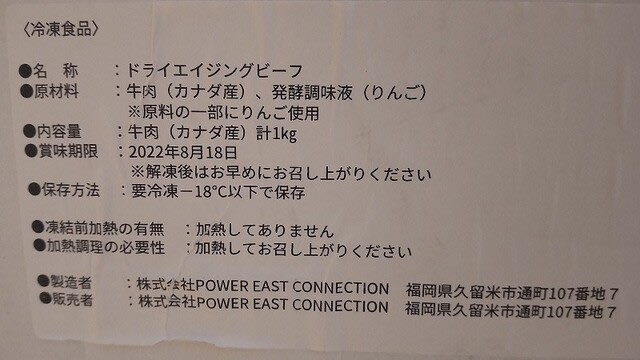 〈冷凍食品〉
●名 称 ：ドライエイジングビーフ
●原材料 ：牛肉（カナダ産）、発酵調味液（りんご）
※原料の一部にりんご使用
●内容量 ：牛肉（カナダ産）計1kg
●賞味期限 ：2022年8月18日
※解凍後はお早めにお召し上がりください
●保存方法 ：要冷凍－18℃以下で保存
●凍結前加熱の有無 ：加熱してありません
●加熱調理の必要性 ：加熱してお召し上がりください
●製造者 ：株式会社POWER EAST CONNECTION 福岡県久留米市通町107番地７
●販売者 ：株式会社POWER EAST CONNECTION 福岡県久留米市通町107番地７